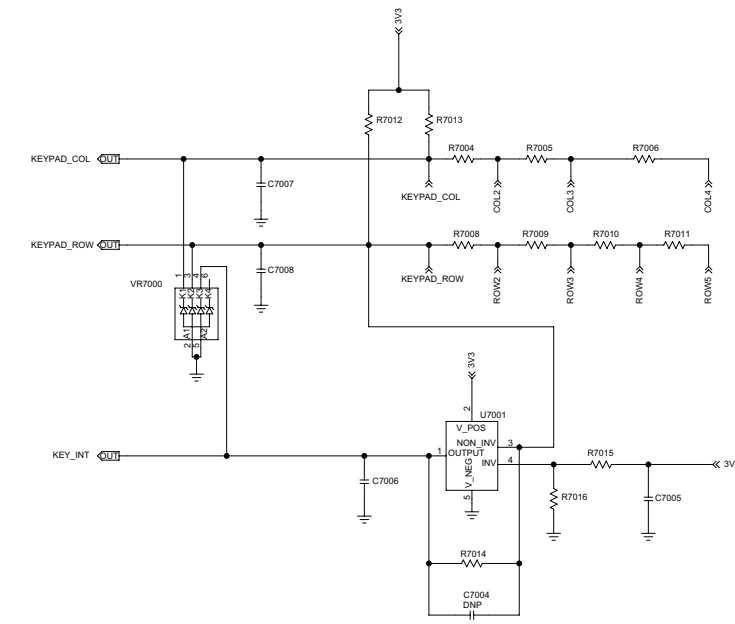 3V3
R7012
R7013
R7004
R7005
R7006
KEYPAD_COL
OUT
C7007
KEYPAD_COL
COL2
COL3
COL4
R7008
R7009
R7010
R7011
KEYPAD_ROW
OUT
C7008
KEYPAD_ROW
ROW2
ROW3
ROW4
ROW5
1
3
4
6
VR7000
K1
K2
K3
K4
A1
A2
2
5
3V3
2
U7001
V_POS
NON_INV
3
KEY_INT
OUT
1
OUTPUT
INV
4
V_NEG
5
R7015
3V
C7006
R7016
C7005
R7014
C7004
DNP